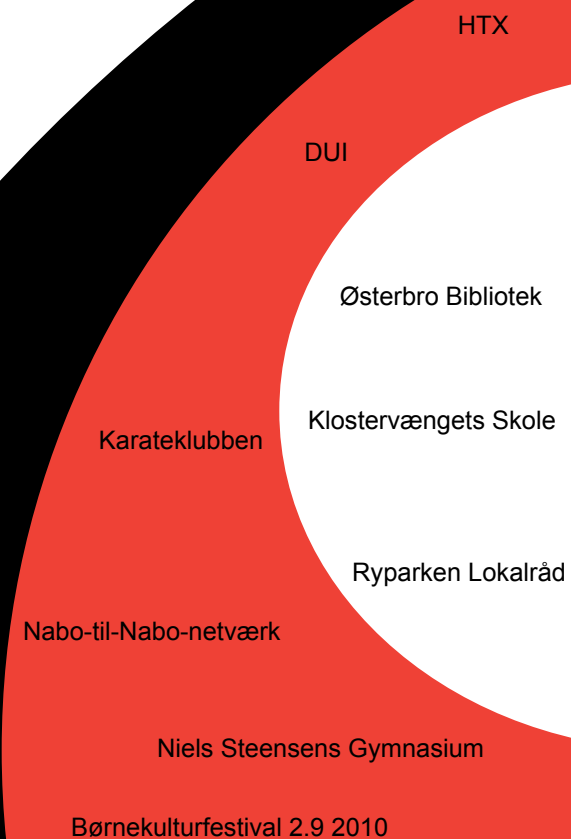 HTX
DUI
Østerbro Bibliotek
Klostervængets Skole
Karateklubben
Ryparken Lokalråd
Nabo-til-Nabo-netværk
Niels Steensens Gymnasium
Børnekulturfestival 2.9 2010